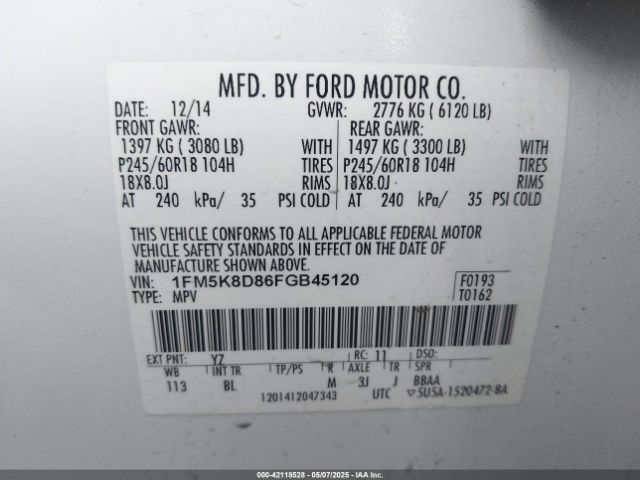 MFD. BY FORD MOTOR CO.
DATE: 12/14 GVWR: 2776 KG ( 6120 LB)
FRONT GAWR: REAR GAWR:
1397 KG ( 3080 LB) WITH 1497 KG ( 3300 LB) WITH
P245/60R18 104H TIRES P245/60R18 104H TIRES
18X8.0J RIMS 18X8.0J RIMS
AT 240 kPa/ 35 PSI COLD AT 240 kPa/ 35 PSI COLD
THIS VEHICLE CONFORMS TO ALL APPLICABLE FEDERAL MOTOR
VEHICLE SAFETY STANDARDS IN EFFECT ON THE DATE OF
MANUFACTURE SHOWN ABOVE.
VIN: 1FM5K8D86FGB45120 F0193
TYPE: MPV T0162
EXT PNT: YZ RC: 11 DSO:
WB INT TR TP/PS R AXLE TR SPR
113 BL M 3J J BBAA
1201412047343 UTC ▽5U5A-1520472-BA
000-42118528 - 05/07/2025 - IAAI.com